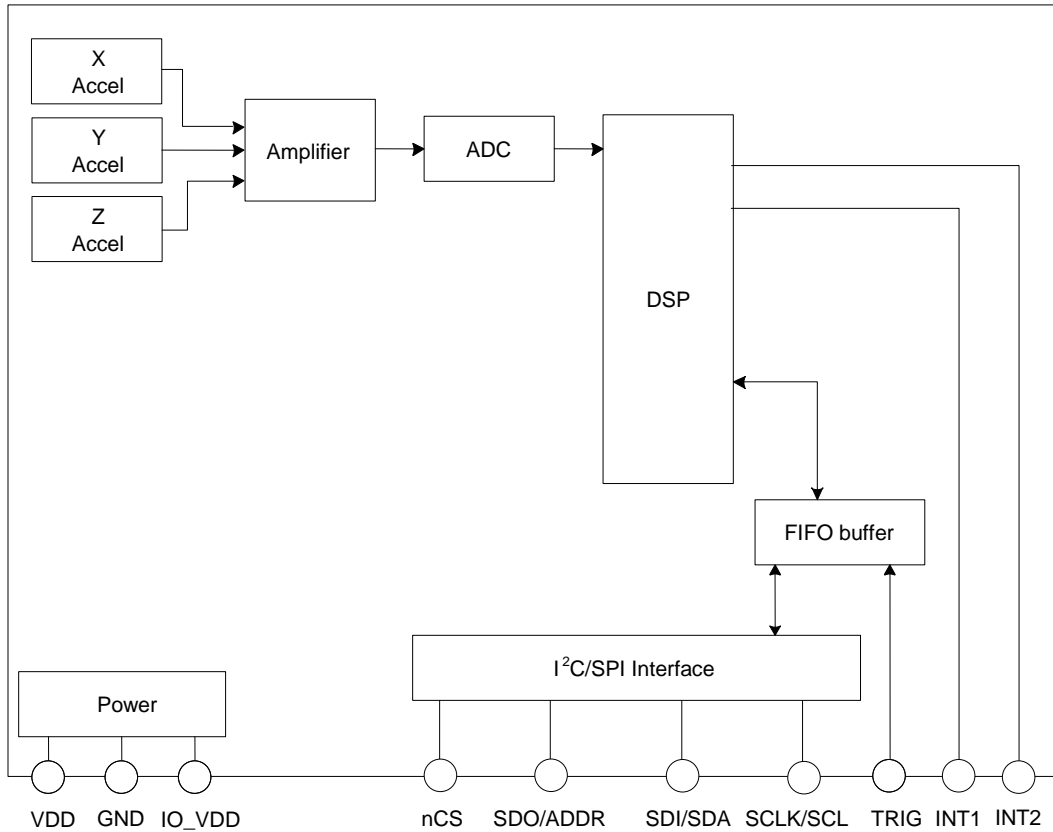 X
Accel
Y
Accel
Z
Accel
Amplifier
ADC
DSP
FIFO buffer
I²C/SPI Interface
Power
VDD GND IO_VDD nCS SDO/ADDR SDI/SDA SCLK/SCL TRIG INT1 INT2